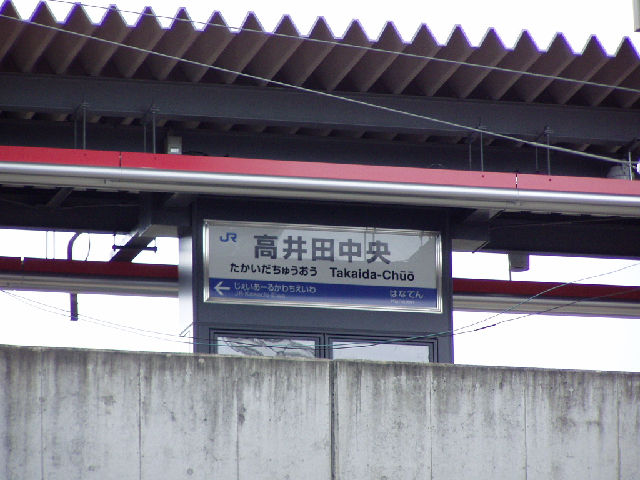 JR 高井田中央
たかいだちゅうおう Takaida-Chūō
← じぇいあーるかわちえいわ はなてん
JR-Kawachi-Eiwa